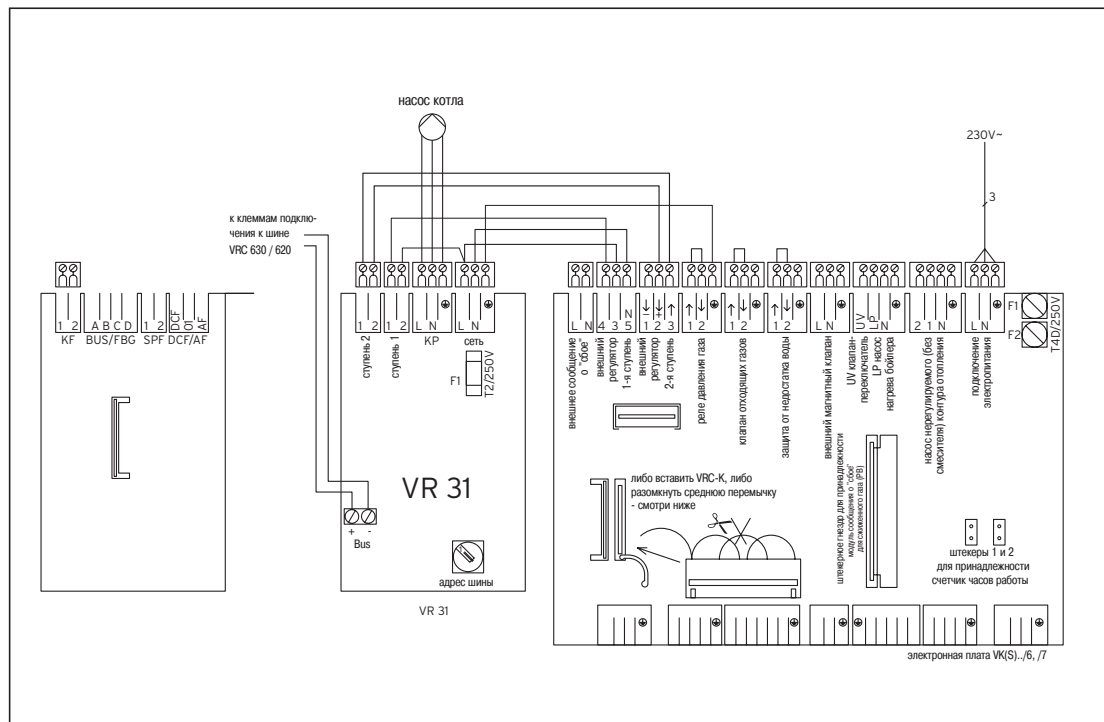 насос котла
230V~
3
к клеммам подклю-
чения к шине
VRC 630 / 620
1 2
KF
A B C D
BUS/FBG
1 2
SPF
DCF 01 AF
DCF/AF
1 2
ступень 2
1 2
ступень 1
L N
KP
L N
сеть
F1
T2/250V
VR 31
+ -
Bus
адрес шины
VR 31
L N
внешнее сообщение
о "сбое"
4 3 5
N
внешний
регулятор
1-я ступень
- +
1 2 3
внешний
регулятор
2-я ступень
1 2
реле давления газа
1 2
клапан отходящих газов
1 2
защита от недостатка воды
L N
внешний магнитный клапан
UV LP L N
UV клапан-
переключатель
LP насос
нагрева бойлера
2 1 N
насос нерегулируемого (без
смесителя) контура отопления
L N
подключение
электропитания
F1
F2
T4D/250V
либо вставить VRC-K, либо
разомкнуть среднюю перемычку
- смотри ниже
штекерное гнездо для принадлежности
модуль сообщения о "сбое"
для сжиженного газа (PB)
штекеры 1 и 2
для принадлежности
счетчик часов работы
электронная плата VK(S)../6, /7